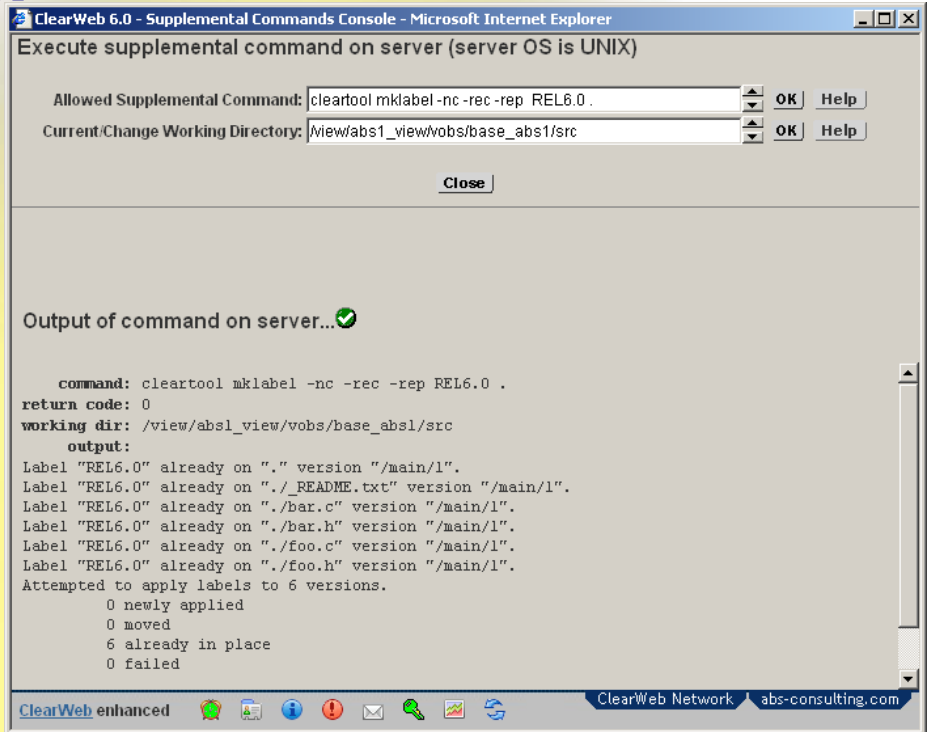 ClearWeb 6.0 - Supplemental Commands Console - Microsoft Internet Explorer
Execute supplemental command on server (server OS is UNIX)
Allowed Supplemental Command: cleartool mklabel -nc -rec -rep REL6.0 . OK Help
Current/Change Working Directory: /view/abs1_view/vobs/base_abs1/src OK Help
Close
Output of command on server...
command: cleartool mklabel -nc -rec -rep REL6.0 .
return code: 0
working dir: /view/abs1_view/vobs/base_abs1/src
output:
Label "REL6.0" already on "." version "/main/1".
Label "REL6.0" already on "./_README.txt" version "/main/1".
Label "REL6.0" already on "./bar.c" version "/main/1".
Label "REL6.0" already on "./bar.h" version "/main/1".
Label "REL6.0" already on "./foo.c" version "/main/1".
Label "REL6.0" already on "./foo.h" version "/main/1".
Attempted to apply labels to 6 versions.
0 newly applied
0 moved
6 already in place
0 failed
ClearWeb enhanced ClearWeb Network abs-consulting.com